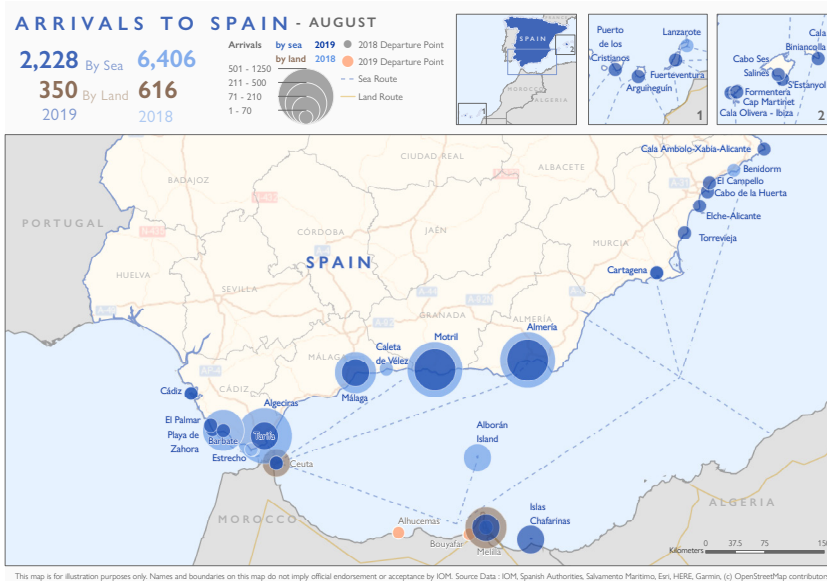 ARRIVALS TO SPAIN - AUGUST
2,228 By Sea 6,406
350 By Land 616
2019 2018
Arrivals by sea 2019
by land 2018
501 - 1250
211 - 500
71 - 210
1 - 70
2018 Departure Point
2019 Departure Point
Sea Route
Land Route
FRANCE
SPAIN
2
MOROCCO
ALGERIA
1
Puerto
de los
Cristianos
Lanzarote
Fuerteventura
Arguineguín
1
Cala
Biniancolla
Cabo Ses
Salines
S'Estanyol
Formentera
Cap Martinet
Cala Olivera - Ibiza
2
Cala Ambolo-Xabia-Alicante
CIUDAD REAL
ALBACETE
BADAJOZ
Benidorm
El Campello
Cabo de la Huerta
Elche-Alicante
PORTUGAL
CÓRDOBA
JAÉN
MURCIA
Torrevieja
SPAIN
Cartagena
HUELVA
SEVILLA
GRANADA
ALMERÍA
Motril
Almería
MÁLAGA
Caleta
de Vélez
Málaga
CÁDIZ
Cádiz
Algeciras
El Palmar
Playa de
Zahora
Barbate
Tarifa
Estrecho
Ceuta
Alborán
Island
MOROCCO
Alhucemas
Bouyafar
Melilla
Islas
Chafarinas
ALGERIA
Kilometers
0 37.5 75 150
This map is for illustration purposes only. Names and boundaries on this map do not imply official endorsement or acceptance by IOM. Source Data : IOM, Spanish Authorities, Salvamento Maritimo, Esri, HERE, Garmin, (c) OpenStreetMap contributors